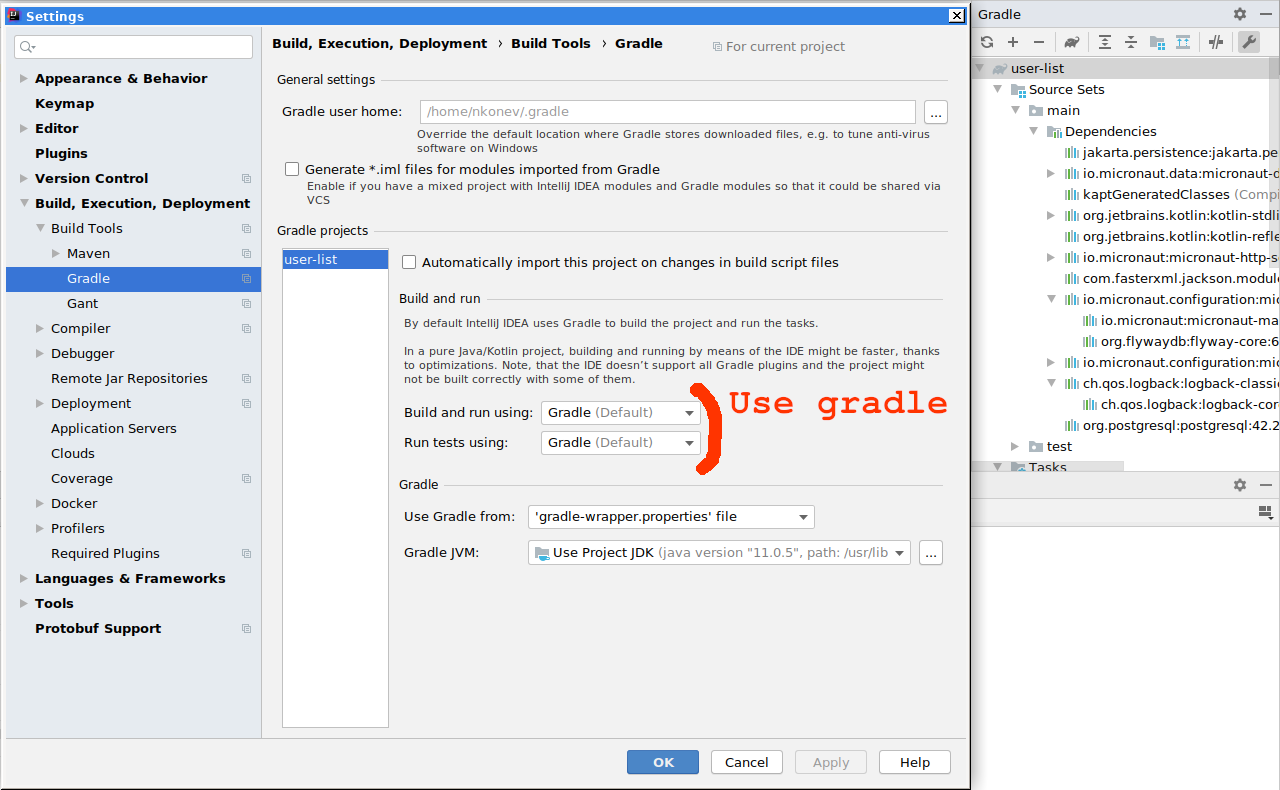 Settings
Appearance & Behavior
Keymap
Editor
Plugins
Version Control
Build, Execution, Deployment
Build Tools
Maven
Gradle
Gant
Compiler
Debugger
Remote Jar Repositories
Deployment
Application Servers
Clouds
Coverage
Docker
Profilers
Required Plugins
Languages & Frameworks
Tools
Protobuf Support
Build, Execution, Deployment › Build Tools › Gradle
For current project
General settings
Gradle user home: /home/nkonev/.gradle ...
Override the default location where Gradle stores downloaded files, e.g. to tune anti-virus
software on Windows
Generate *.iml files for modules imported from Gradle
Enable if you have a mixed project with IntelliJ IDEA modules and Gradle modules so that it could be shared via
VCS
Gradle projects
user-list
Automatically import this project on changes in build script files
Build and run
By default IntelliJ IDEA uses Gradle to build the project and run the tasks.
In a pure Java/Kotlin project, building and running by means of the IDE might be faster, thanks
to optimizations. Note, that the IDE doesn't support all Gradle plugins and the project might
not be built correctly with some of them.
Build and run using: Gradle (Default)
Run tests using: Gradle (Default)
Use gradle
Gradle
Use Gradle from: 'gradle-wrapper.properties' file
Gradle JVM: Use Project JDK (java version "11.0.5", path: /usr/lib ...
OK
Cancel
Apply
Help
Gradle
user-list
Source Sets
main
Dependencies
jakarta.persistence:jakarta.pe
io.micronaut.data:micronaut-d
kaptGeneratedClasses (Compi
org.jetbrains.kotlin:kotlin-stdli
org.jetbrains.kotlin:kotlin-refle
io.micronaut:micronaut-http-s
com.fasterxml.jackson.modul
io.micronaut.configuration:mic
io.micronaut:micronaut-ma
org.flywaydb:flyway-core:6
io.micronaut.configuration:mic
ch.qos.logback:logback-classi
ch.qos.logback:logback-cor
org.postgresql:postgresql:42.2
test
Tasks